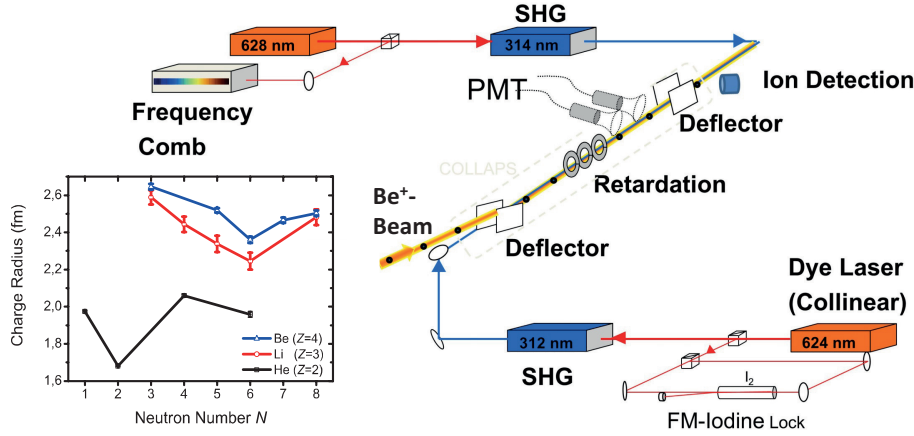 SHG
628 nm
314 nm
Frequency
Comb
PMT
Ion Detection
Deflector
COLLAPS
Retardation
Be⁺-
Beam
Deflector
Dye Laser
(Collinear)
312 nm
624 nm
SHG
I₂
FM-Iodine Lock
Charge Radius (fm)
2,6
2,4
2,2
2,0
1,8
1,6
Be (Z=4)
Li (Z=3)
He (Z=2)
1 2 3 4 5 6 7 8
Neutron Number N